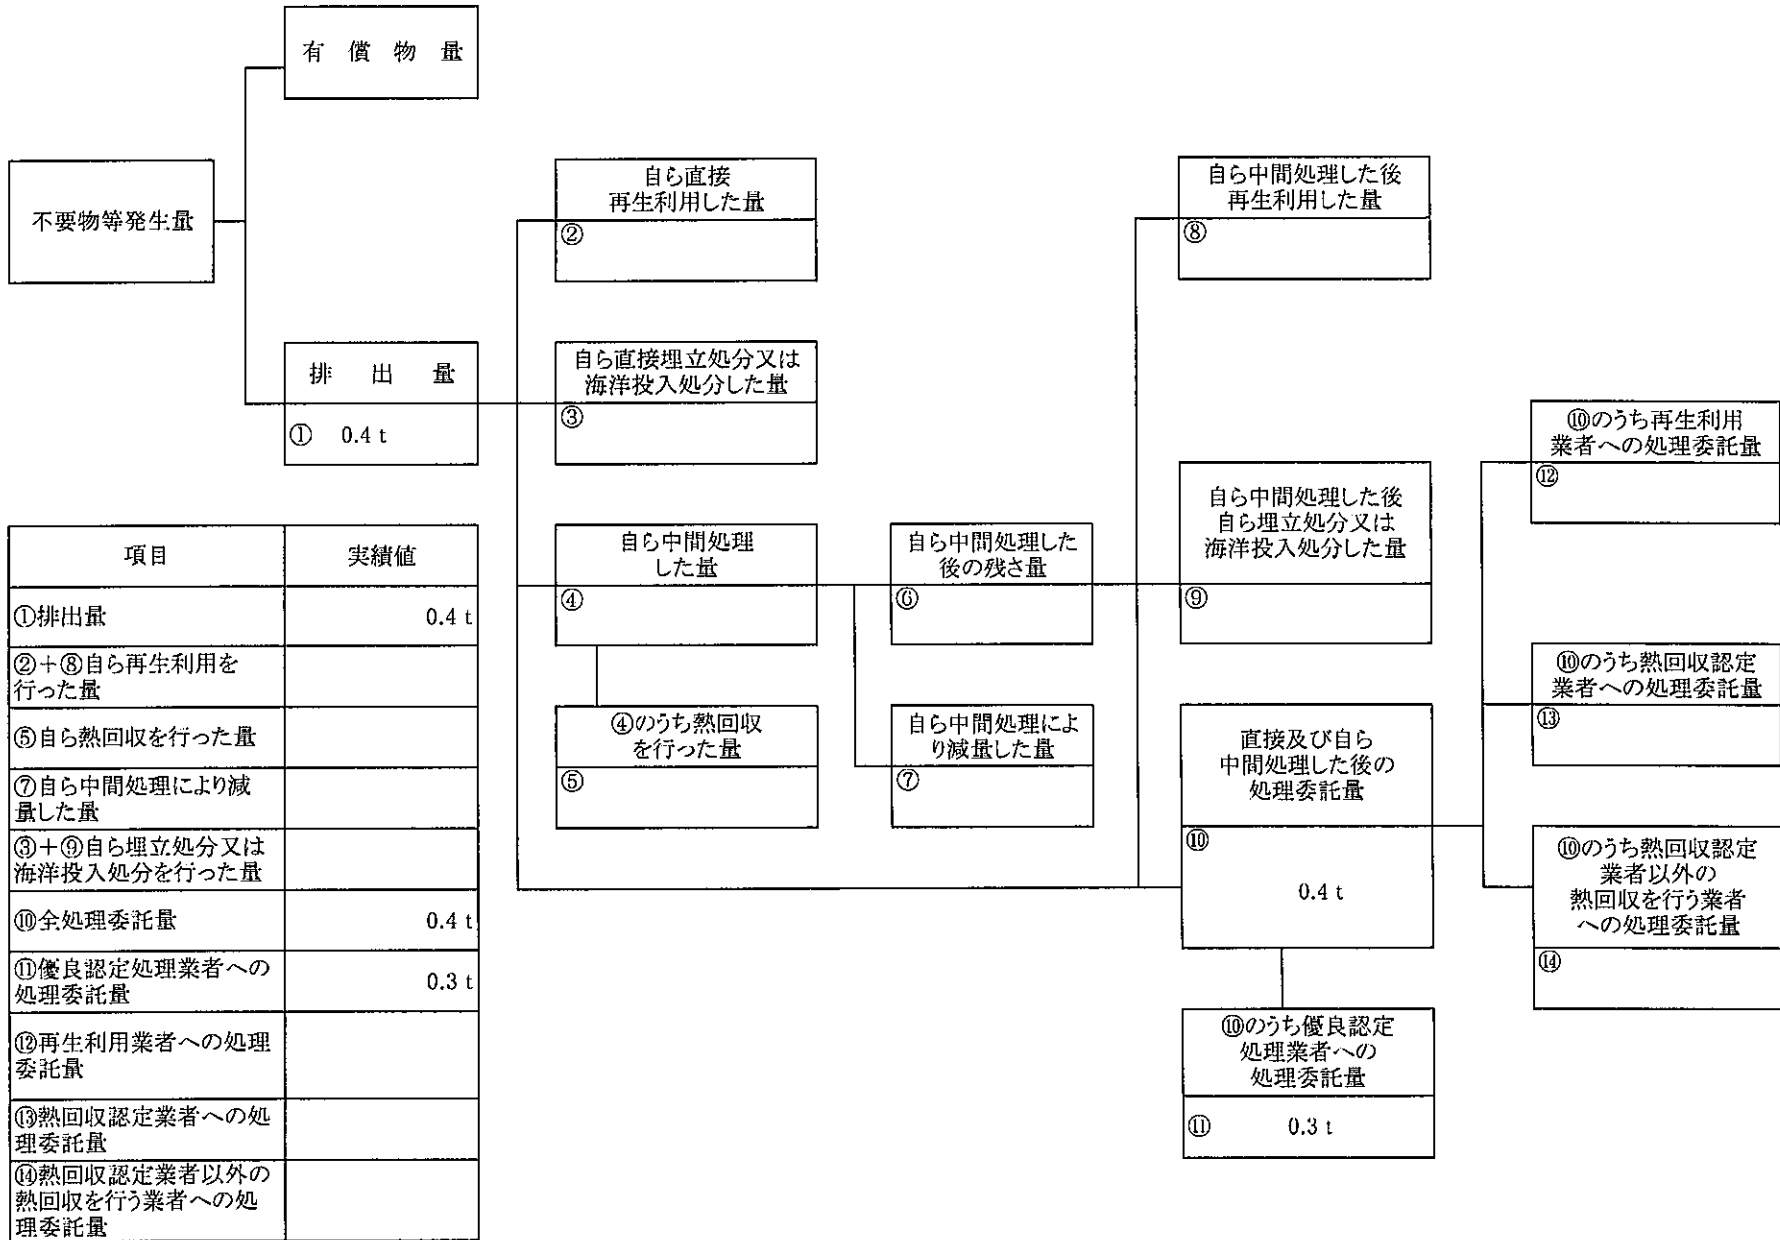 有償物量
不要物等発生量
排出量
① 0.4 t
自ら直接
再生利用した量
②
自ら直接埋立処分又は
海洋投入処分した量
③
自ら中間処理
した量
④
④のうち熱回収
を行った量
⑤
自ら中間処理した
後の残さ量
⑥
自ら中間処理によ
り減量した量
⑦
自ら中間処理した後
再生利用した量
⑧
自ら中間処理した後
自ら埋立処分又は
海洋投入処分した量
⑨
直接及び自ら
中間処理した後の
処理委託量
⑩
0.4 t
⑩のうち優良認定
処理業者への
処理委託量
⑪ 0.3 t
⑩のうち再生利用
業者への処理委託量
⑫
⑩のうち熱回収認定
業者への処理委託量
⑬
⑩のうち熱回収認定
業者以外の
熱回収を行う業者
への処理委託量
⑭
項目 実績値
①排出量 0.4 t
②+⑧自ら再生利用を
行った量
⑤自ら熱回収を行った量
⑦自ら中間処理により減
量した量
③+⑨自ら埋立処分又は
海洋投入処分を行った量
⑩全処理委託量 0.4 t
⑪優良認定処理業者への
処理委託量 0.3 t
⑫再生利用業者への処理
委託量
⑬熱回収認定業者への処
理委託量
⑭熱回収認定業者以外の
熱回収を行う業者への処
理委託量